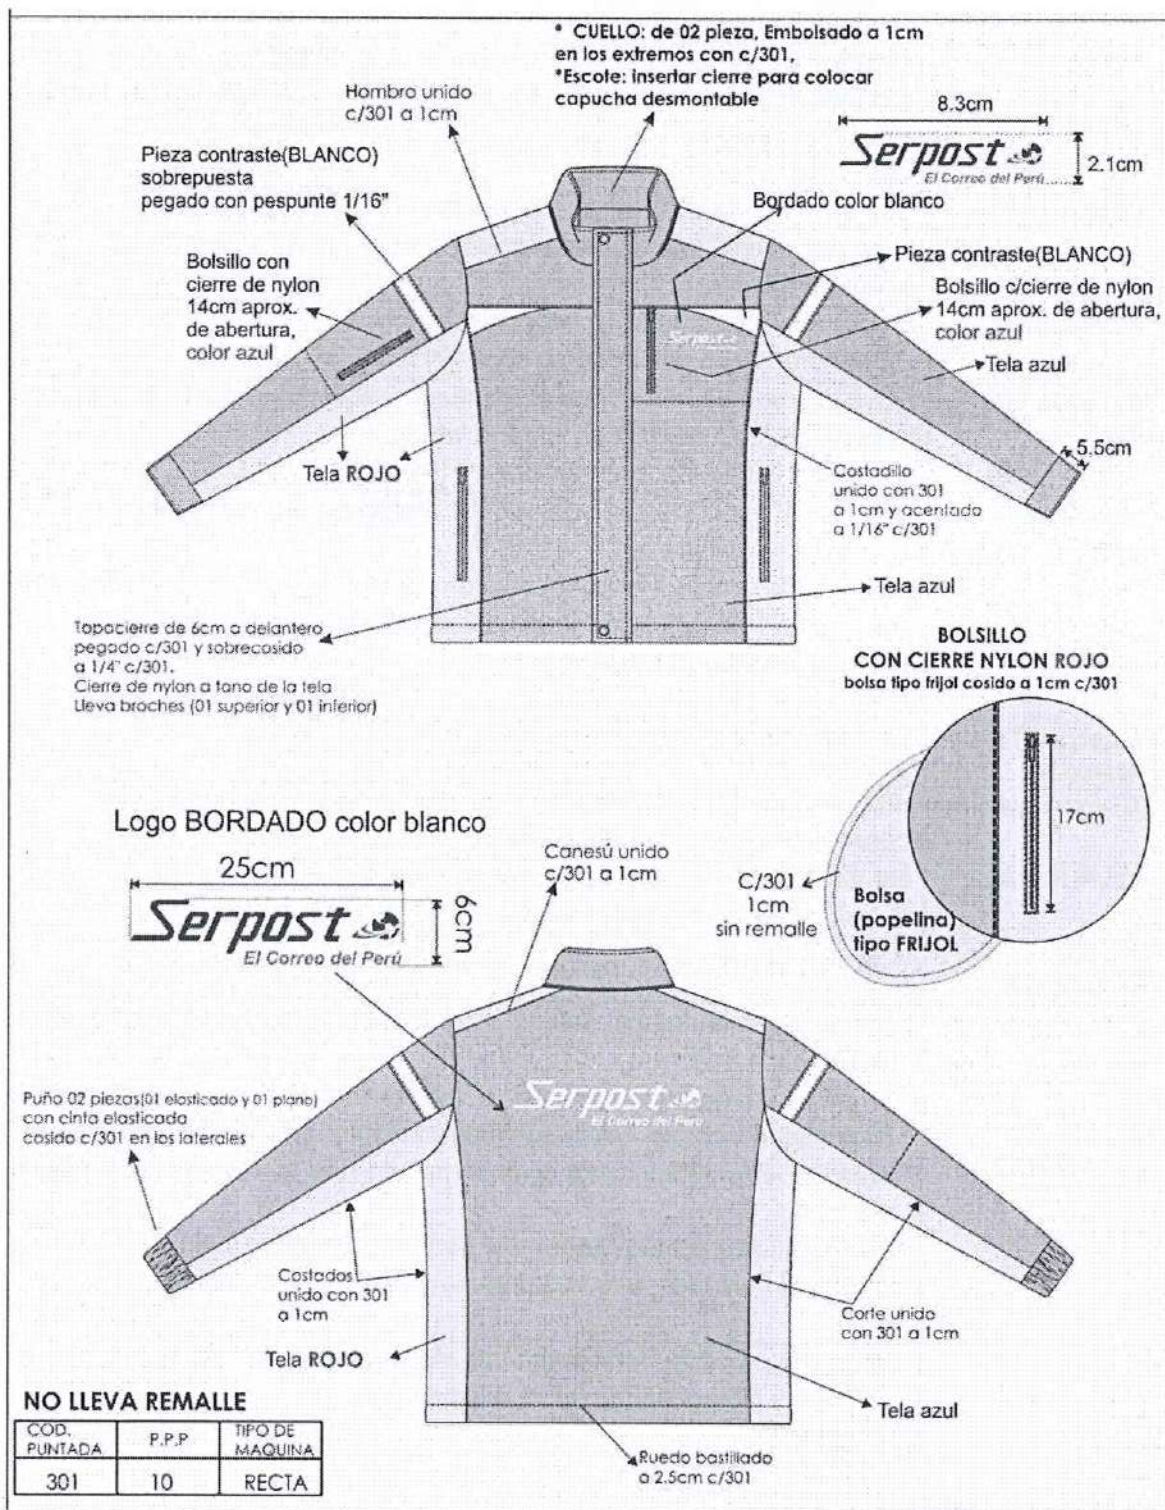 * CUELLO: de 02 pieza, Embolsado a 1cm
en los extremos con c/301,
*Escote: insertar cierre para colocar
capucha desmontable
Hombro unido
c/301 a 1cm
8.3cm
Serpost
El Correo del Perú
2.1cm
Pieza contraste(BLANCO)
sobrepuesta
pegado con pespunte 1/16"
Bordado color blanco
Pieza contraste(BLANCO)
Bolsillo con
cierre de nylon
14cm aprox.
de abertura,
color azul
Bolsillo c/cierre de nylon
14cm aprox. de abertura,
color azul
Serpost
Tela azul
5.5cm
Tela ROJO
Costadillo
unido con 301
a 1cm y acentado
a 1/16" c/301
Tela azul
Tapacierre de 6cm a delantero
pegado c/301 y sobrecosido
a 1/4" c/301.
Cierre de nylon a tono de la tela
Lleva broches (01 superior y 01 inferior)
BOLSILLO
CON CIERRE NYLON ROJO
bolsa tipo frijol cosido a 1cm c/301
17cm
C/301
1cm
sin remalle
Bolsa
(popelina)
tipo FRIJOL
Logo BORDADO color blanco
25cm
Serpost
El Correo del Perú
6cm
Canesú unido
c/301 a 1cm
Serpost
El Correo del Perú
Puño 02 piezas(01 elasticado y 01 plano)
con cinta elasticada
cosido c/301 en los laterales
Costados
unido con 301
a 1cm
Corte unido
con 301 a 1cm
Tela ROJO
Tela azul
NO LLEVA REMALLE
COD. PUNTADA P.P.P TIPO DE MAQUINA
301 10 RECTA
Ruedo bastillado
a 2.5cm c/301